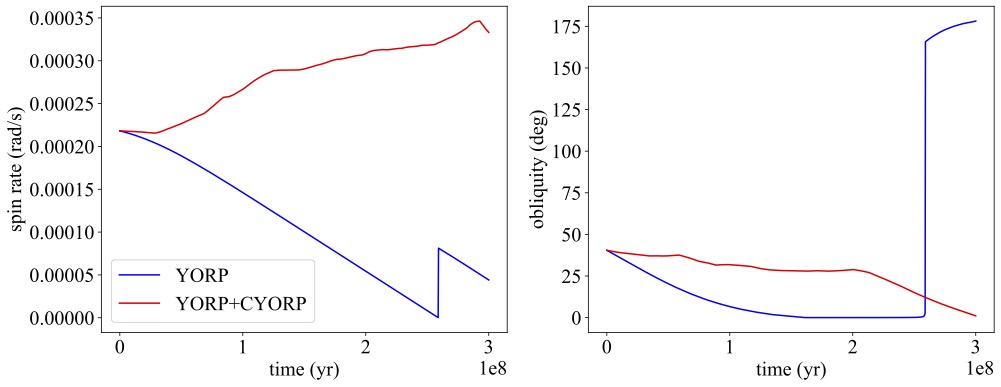 0.00035
0.00030
0.00025
0.00020
0.00015
0.00010
0.00005
0.00000
spin rate (rad/s)
YORP
YORP+CYORP
0 1 2 3
time (yr) 1e8
175
150
125
100
75
50
25
0
obliquity (deg)
0 1 2 3
time (yr) 1e8